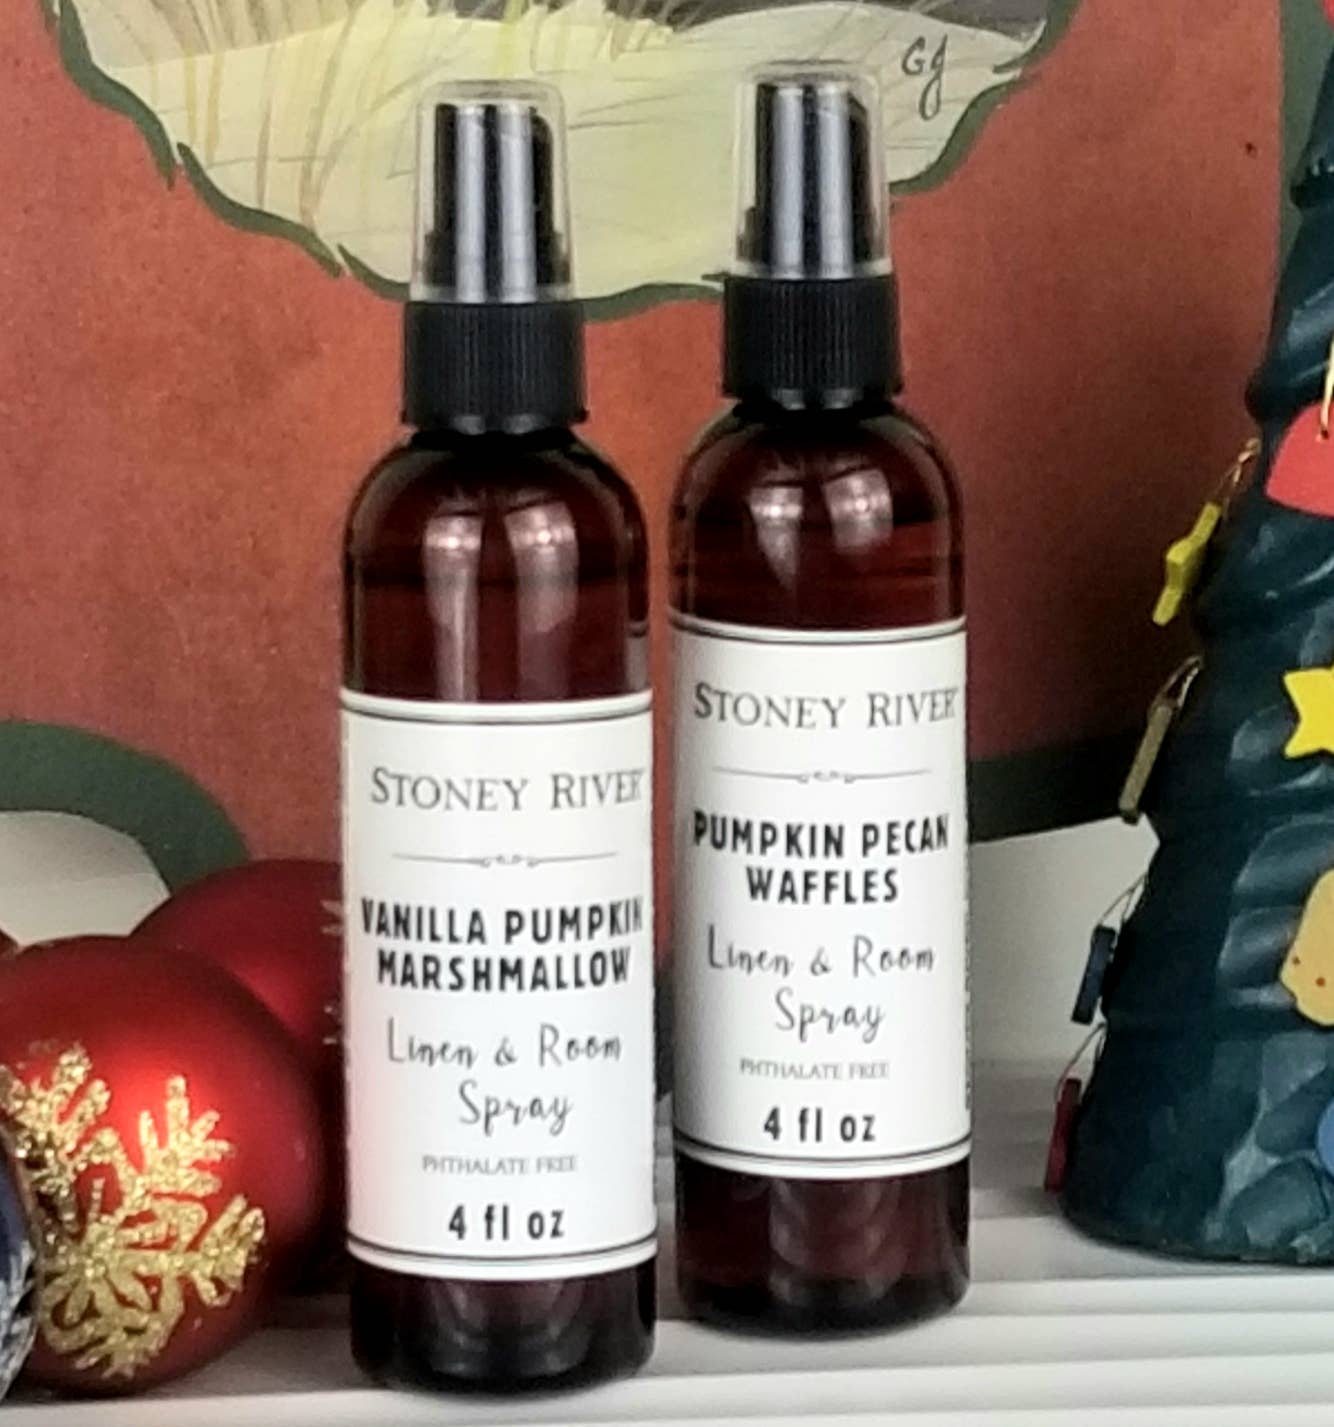 GJ
STONEY RIVER
VANILLA PUMPKIN
MARSHMALLOW
Linen & Room
Spray
PHTHALATE FREE
4 fl oz
STONEY RIVER
PUMPKIN PECAN
WAFFLES
Linen & Room
Spray
PHTHALATE FREE
4 fl oz